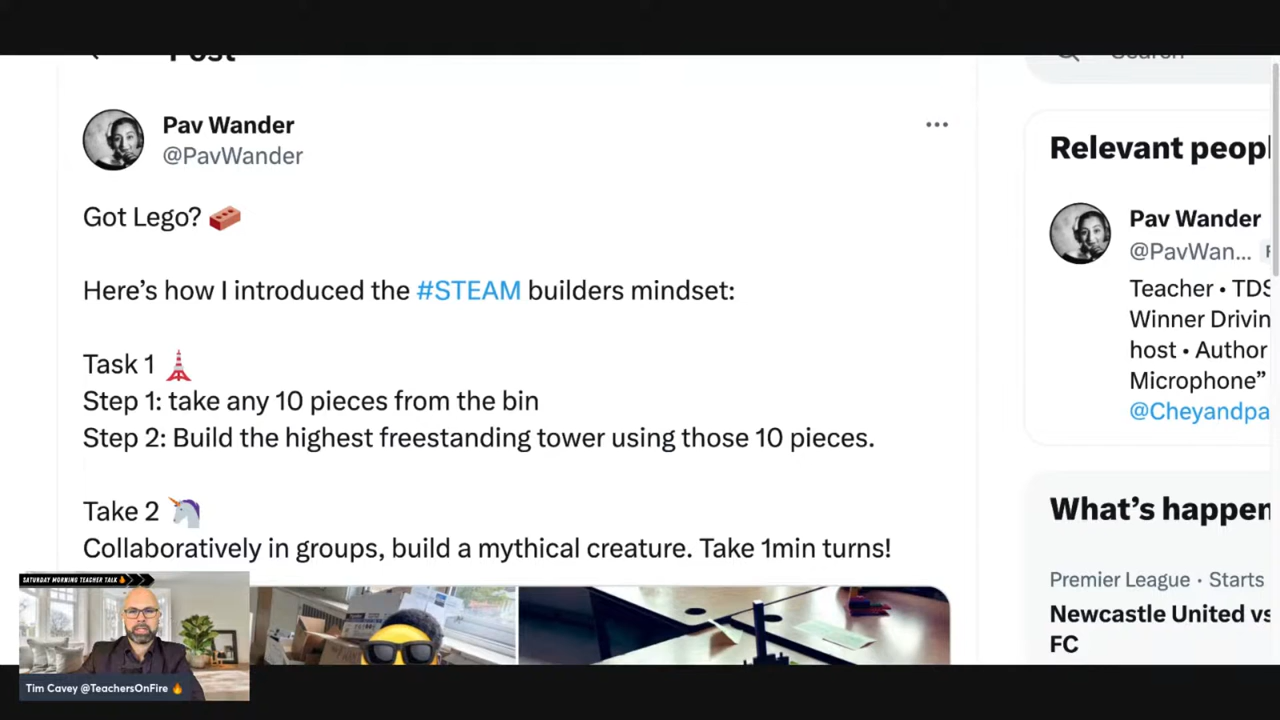 Post
Search
Pav Wander
@PavWander
Got Lego?
Here's how I introduced the #STEAM builders mindset:
Task 1
Step 1: take any 10 pieces from the bin
Step 2: Build the highest freestanding tower using those 10 pieces.
Take 2
Collaboratively in groups, build a mythical creature. Take 1min turns!
Relevant peopl
Pav Wander
@PavWan...
Teacher • TDS
Winner Drivin
host • Author
Microphone”
@Cheyandpa
What’s happen
Premier League · Starts
Newcastle United vs
FC
SATURDAY MORNING TEACHER TALK
Tim Cavey @TeachersOnFire